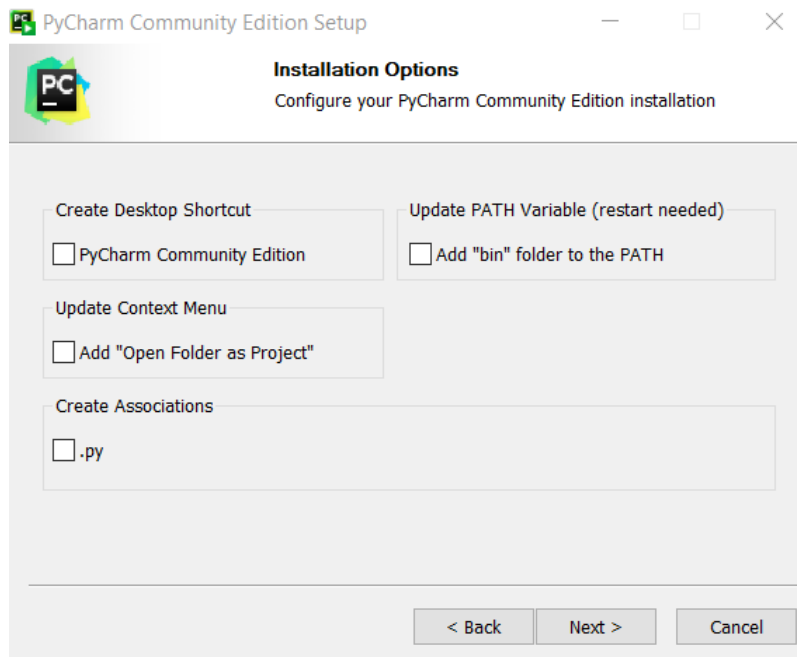 PyCharm Community Edition Setup
PC
Installation Options
Configure your PyCharm Community Edition installation
Create Desktop Shortcut
PyCharm Community Edition
Update PATH Variable (restart needed)
Add "bin" folder to the PATH
Update Context Menu
Add "Open Folder as Project"
Create Associations
.py
< Back
Next >
Cancel